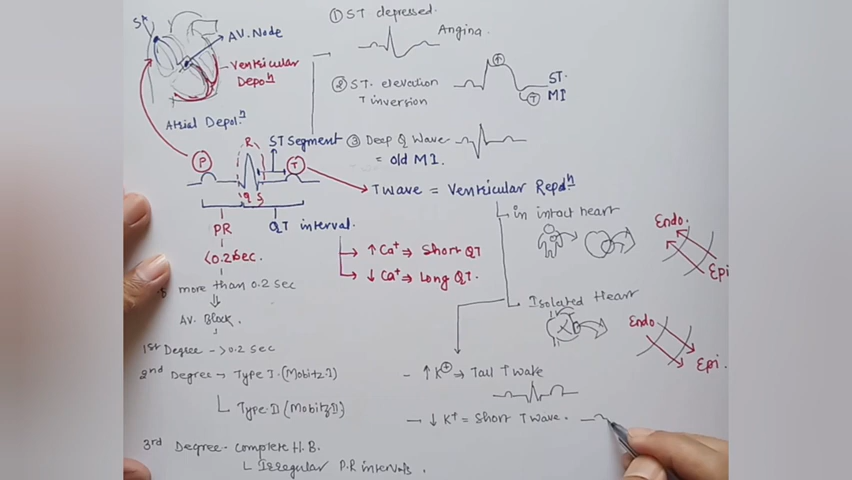 SA
AV. Node
Ventricular
Depoⁿ
Atrial Depolⁿ
① ST depressed.
Angina
② ST. elevation
T inversion
↑
T
ST.
MI
③ Deep Q Wave
= old MI.
R
ST Segment
P
T
Q S
T wave = Ventricular Repolⁿ
PR
QT interval.
<0.2 Sec.
more than 0.2 sec
⇓
AV. Block.
↑ Ca⁺ ⇒ Short QT
↓ Ca⁺ ⇒ Long QT.
in intact heart
Endo.
Epi
Isolated Heart
Endo
Epi.
1st Degree - >0.2 sec
2nd Degree → Type I. (Mobitz I)
Type II (Mobitz II)
3rd Degree - complete H.B.
Irregular P.R intervals.
- ↑ K⊕ → Tall T wave
- ↓ K⁺ = Short T wave.